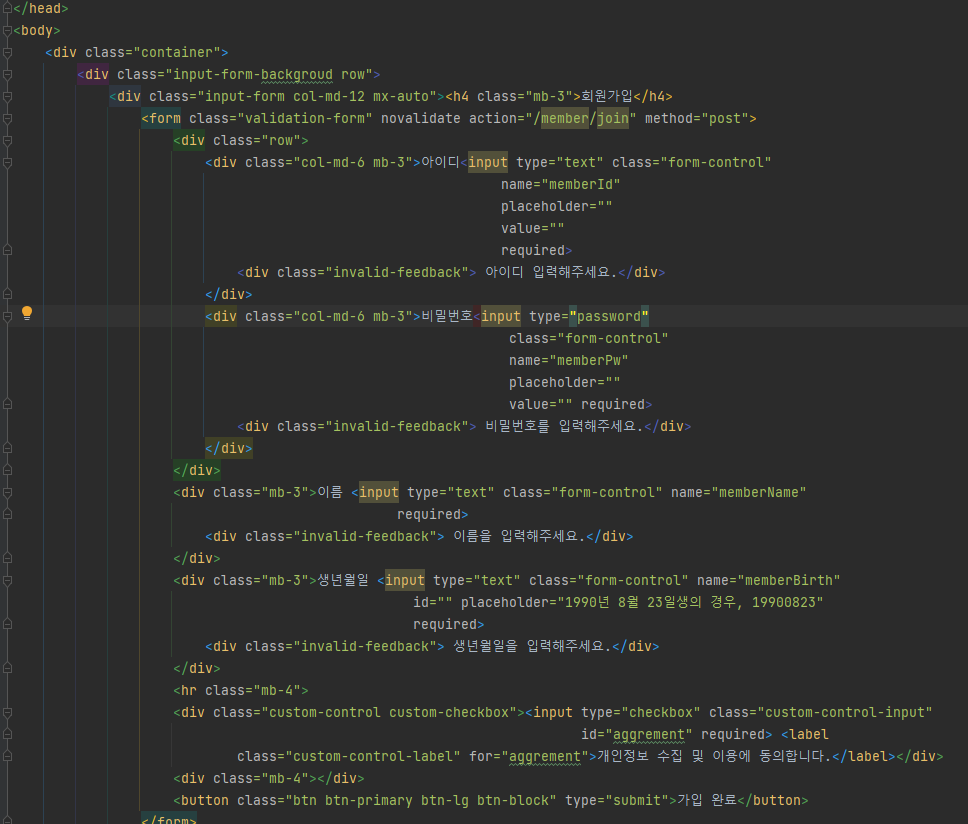 </head>
<body>
<div class="container">
<div class="input-form-backgroud row">
<div class="input-form col-md-12 mx-auto"><h4 class="mb-3">회원가입</h4>
<form class="validation-form" novalidate action="/member/join" method="post">
<div class="row">
<div class="col-md-6 mb-3">아이디<input type="text" class="form-control"
name="memberId"
placeholder=""
value=""
required>
<div class="invalid-feedback"> 아이디 입력해주세요.</div>
</div>
<div class="col-md-6 mb-3">비밀번호<input type="password"
class="form-control"
name="memberPw"
placeholder=""
value="" required>
<div class="invalid-feedback"> 비밀번호를 입력해주세요.</div>
</div>
</div>
<div class="mb-3">이름 <input type="text" class="form-control" name="memberName"
required>
<div class="invalid-feedback"> 이름을 입력해주세요.</div>
</div>
<div class="mb-3">생년월일 <input type="text" class="form-control" name="memberBirth"
id="" placeholder="1990년 8월 23일생의 경우, 19900823"
required>
<div class="invalid-feedback"> 생년월일을 입력해주세요.</div>
</div>
<hr class="mb-4">
<div class="custom-control custom-checkbox"><input type="checkbox" class="custom-control-input"
id="aggrement" required> <label
class="custom-control-label" for="aggrement">개인정보 수집 및 이용에 동의합니다.</label></div>
<div class="mb-4"></div>
<button class="btn btn-primary btn-lg btn-block" type="submit">가입 완료</button>
</form>